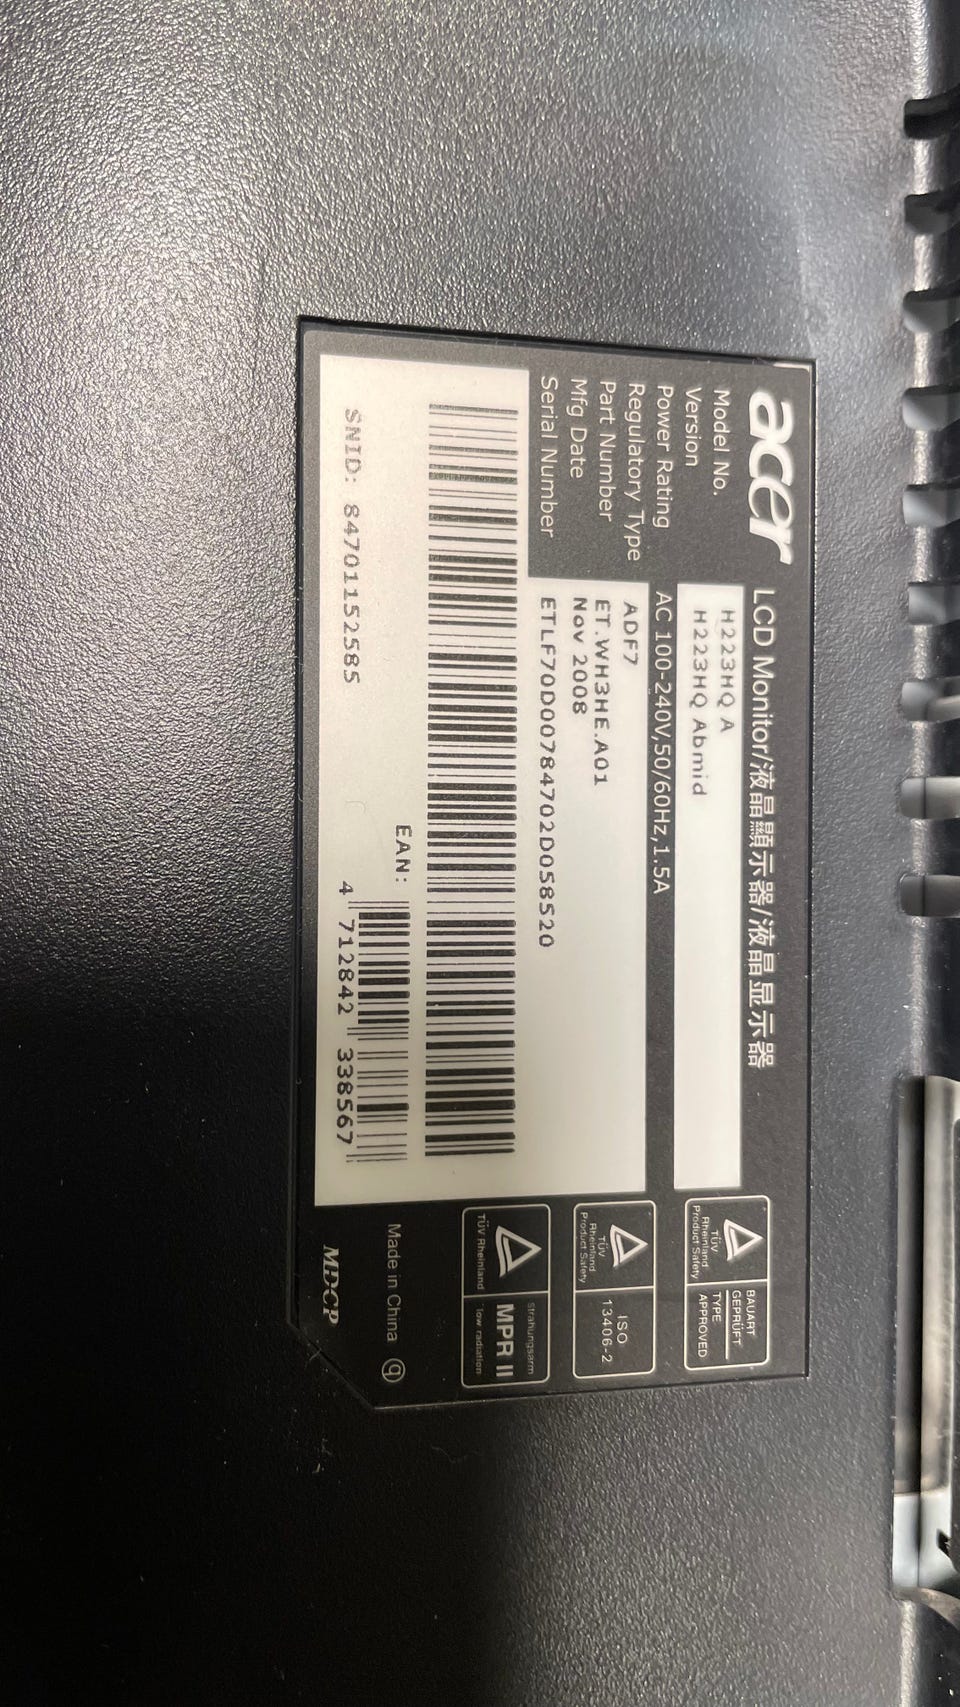 acer LCD Monitor/液晶顯示器/液晶显示器
Model No. H223HQ A
Version H223HQ Abmid
Power Rating AC 100-240V,50/60Hz,1.5A
Regulatory Type ADF7
Part Number ET.WH3HE.A01
Mfg Date Nov 2008
Serial Number ETLF70D00784702D058520
EAN:
SNID: 84701152585
4 712842 338567
TÜV
Rheinland
Product Safety
BAUART
GEPRÜFT
TYPE
APPROVED
TÜV
Rheinland
Product Safety
ISO
13406-2
TÜV Rheinland
strahlungsarm
MPR II
low radiation
Made in China
MDCP